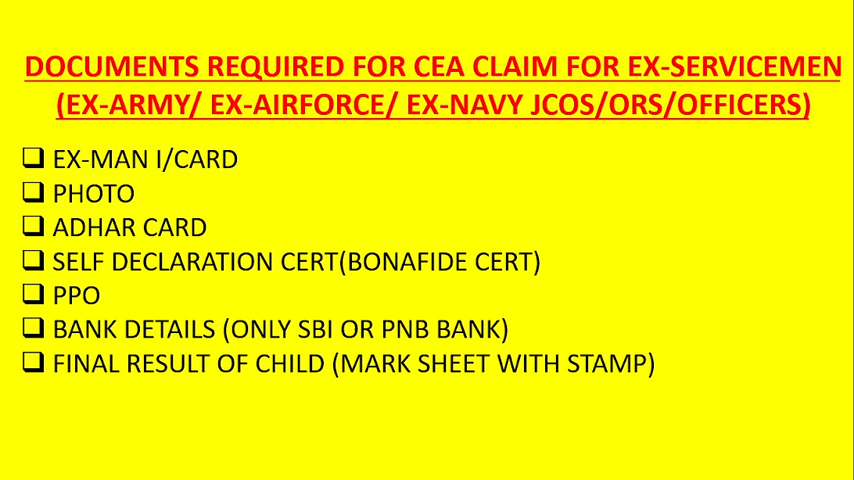 DOCUMENTS REQUIRED FOR CEA CLAIM FOR EX-SERVICEMEN
(EX-ARMY/ EX-AIRFORCE/ EX-NAVY JCOS/ORS/OFFICERS)
❑ EX-MAN I/CARD
❑ PHOTO
❑ ADHAR CARD
❑ SELF DECLARATION CERT(BONAFIDE CERT)
❑ PPO
❑ BANK DETAILS (ONLY SBI OR PNB BANK)
❑ FINAL RESULT OF CHILD (MARK SHEET WITH STAMP)